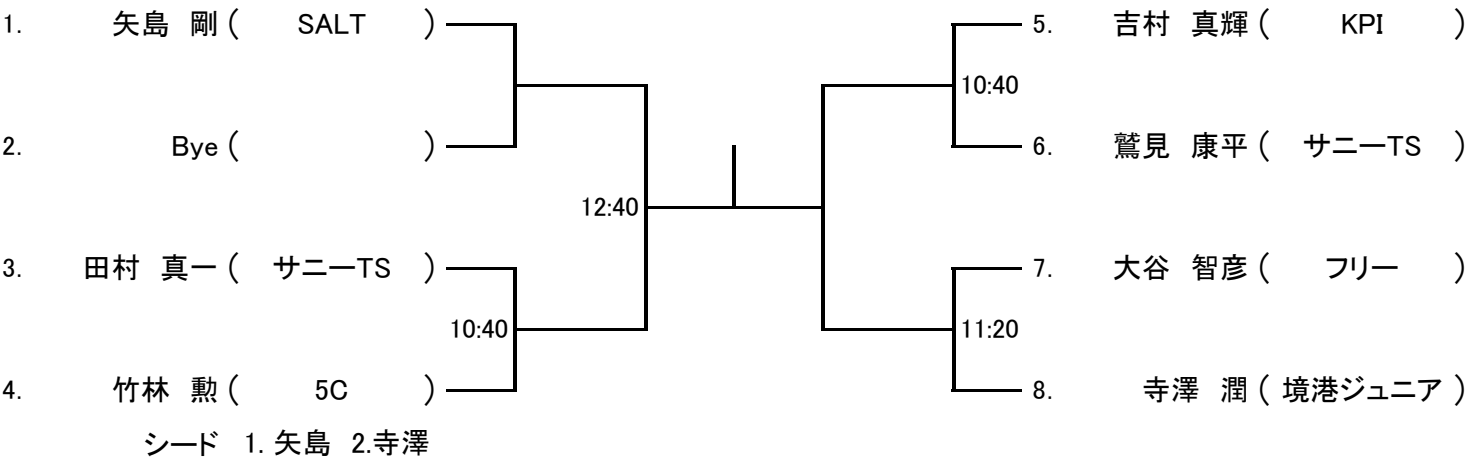 1. 矢島 剛 ( SALT ) 5. 吉村 真輝 ( KPI )
10:40
2. Bye ( ) 6. 鷲見 康平 ( サニーTS )
12:40
3. 田村 真一 ( サニーTS ) 7. 大谷 智彦 ( フリー )
10:40 11:20
4. 竹林 勲 ( 5C ) 8. 寺澤 潤 ( 境港ジュニア )
シード 1. 矢島 2.寺澤